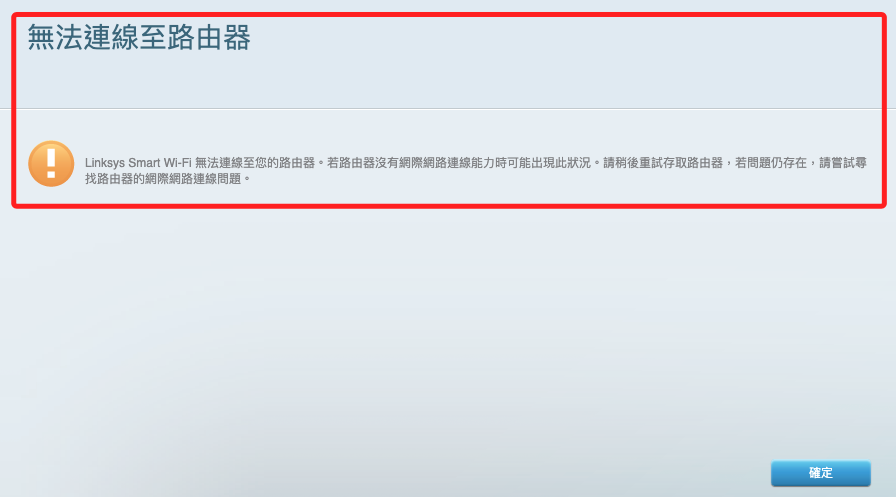 無法連線至路由器
Linksys Smart Wi-Fi 無法連線至您的路由器。若路由器沒有網際網路連線能力時可能出現此狀況。請稍後重試存取路由器，若問題仍存在，請嘗試尋
找路由器的網際網路連線問題。
確定